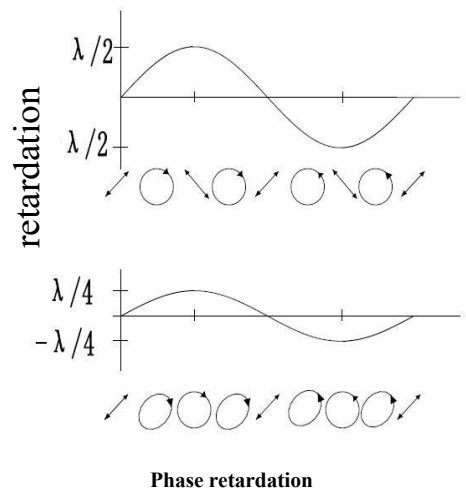 λ/2
retardation
λ/2
λ/4
-λ/4
Phase retardation